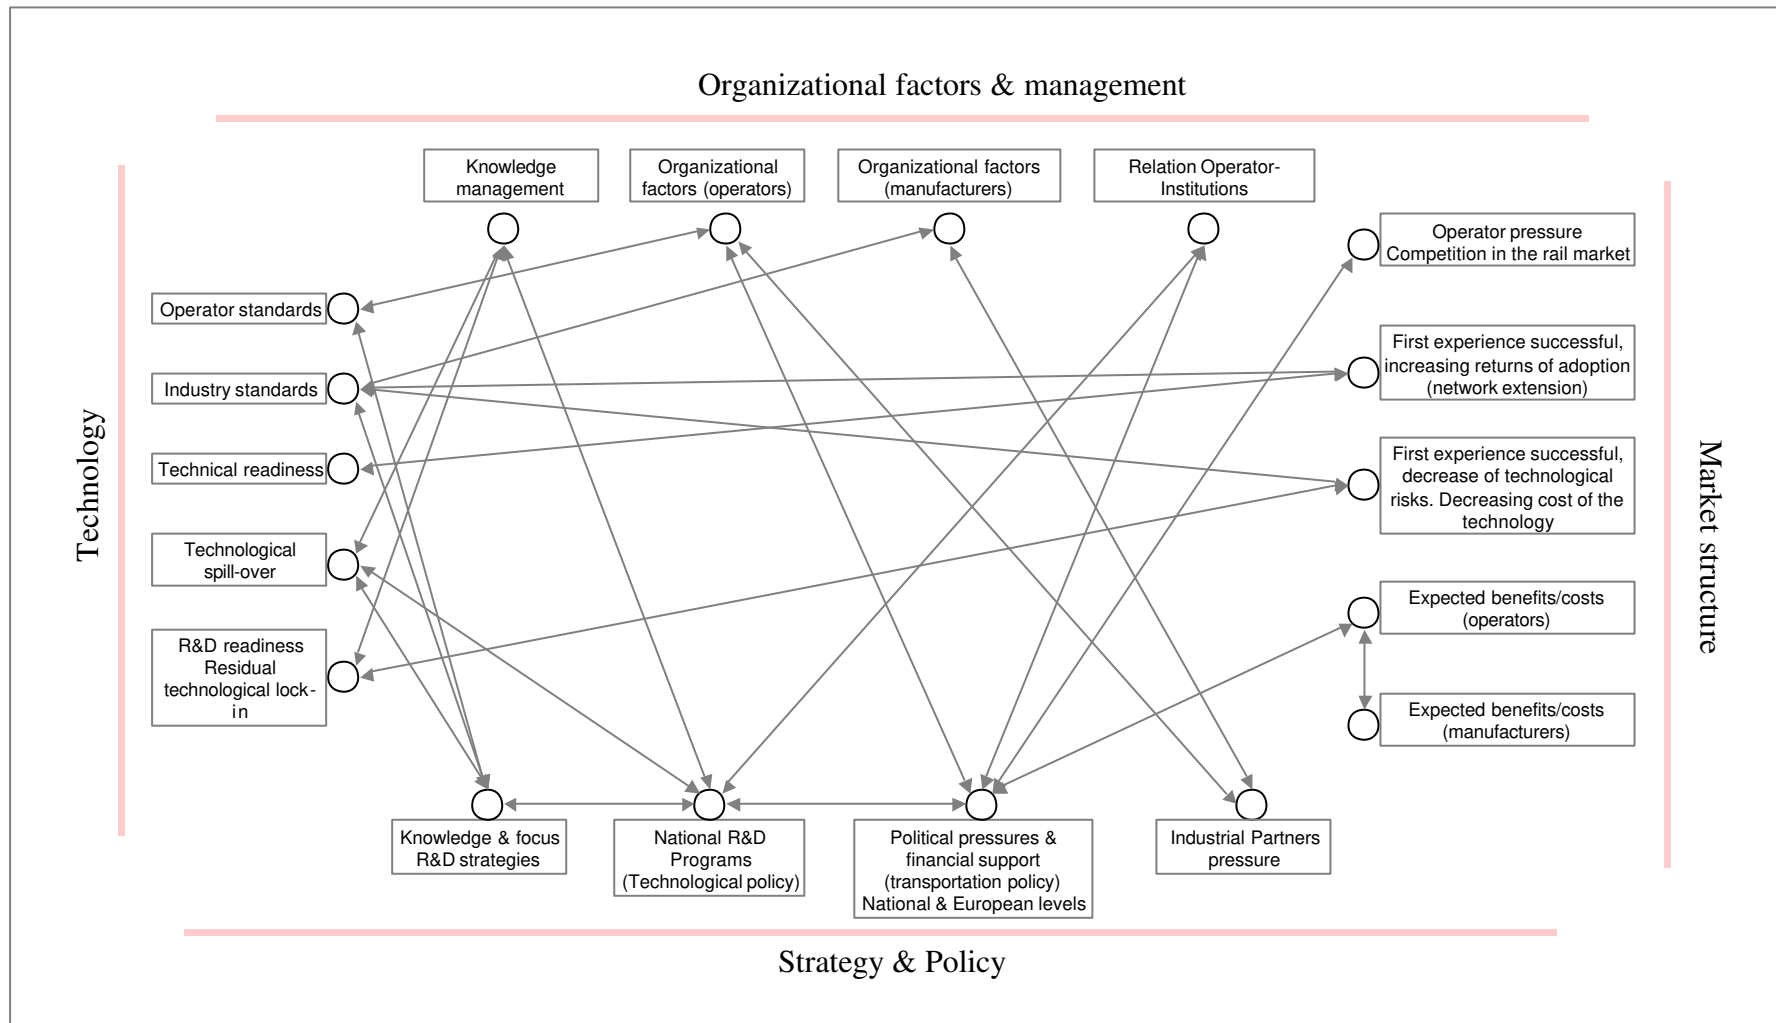 Organizational factors & management
Knowledge
management
Organizational
factors (operators)
Organizational factors
(manufacturers)
Relation Operator-
Institutions
Technology
Operator standards
Industry standards
Technical readiness
Technological
spill-over
R&D readiness
Residual
technological lock-
in
Operator pressure
Competition in the rail market
First experience successful,
increasing returns of adoption
(network extension)
First experience successful,
decrease of technological
risks. Decreasing cost of the
technology
Expected benefits/costs
(operators)
Expected benefits/costs
(manufacturers)
Market structure
Knowledge & focus
R&D strategies
National R&D
Programs
(Technological policy)
Political pressures &
financial support
(transportation policy)
National & European levels
Industrial Partners
pressure
Strategy & Policy